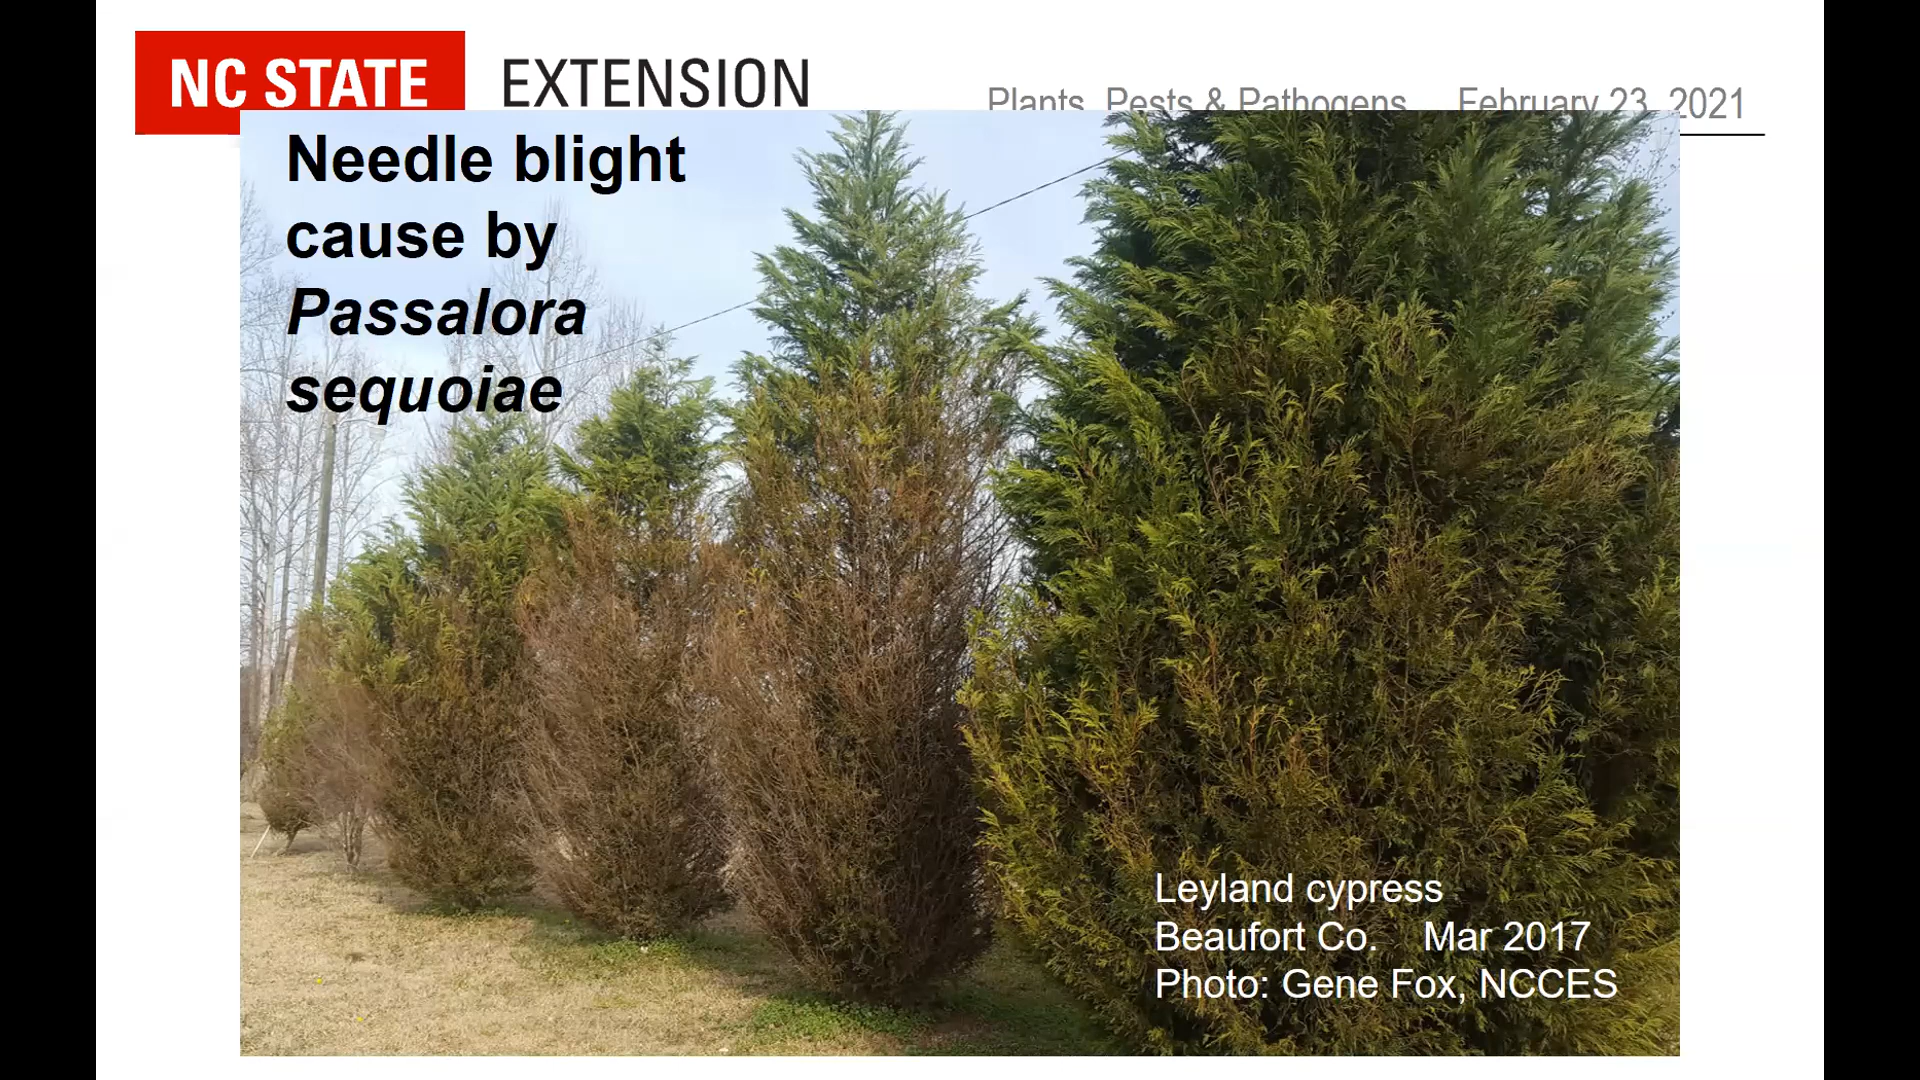 NC STATE EXTENSION
Plants, Pests & Pathogens February 23, 2021
Needle blight
cause by
Passalora
sequoiae
Leyland cypress
Beaufort Co. Mar 2017
Photo: Gene Fox, NCCES